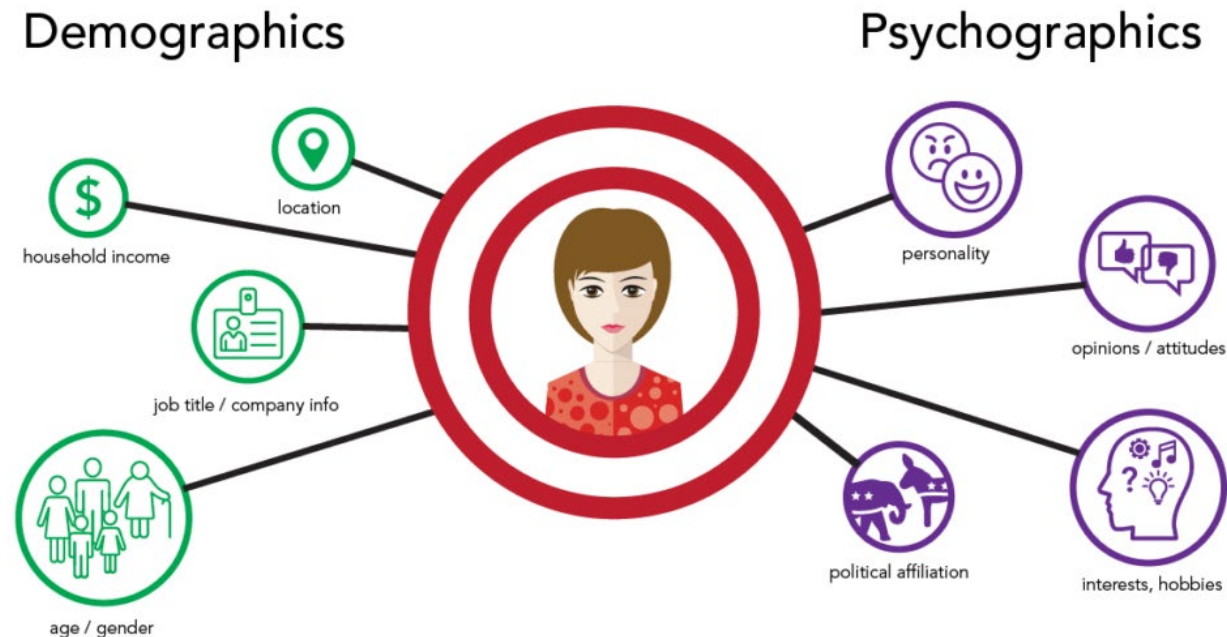 Demographics
Psychographics
location
household income
job title / company info
age / gender
personality
opinions / attitudes
political affiliation
interests, hobbies
$
?